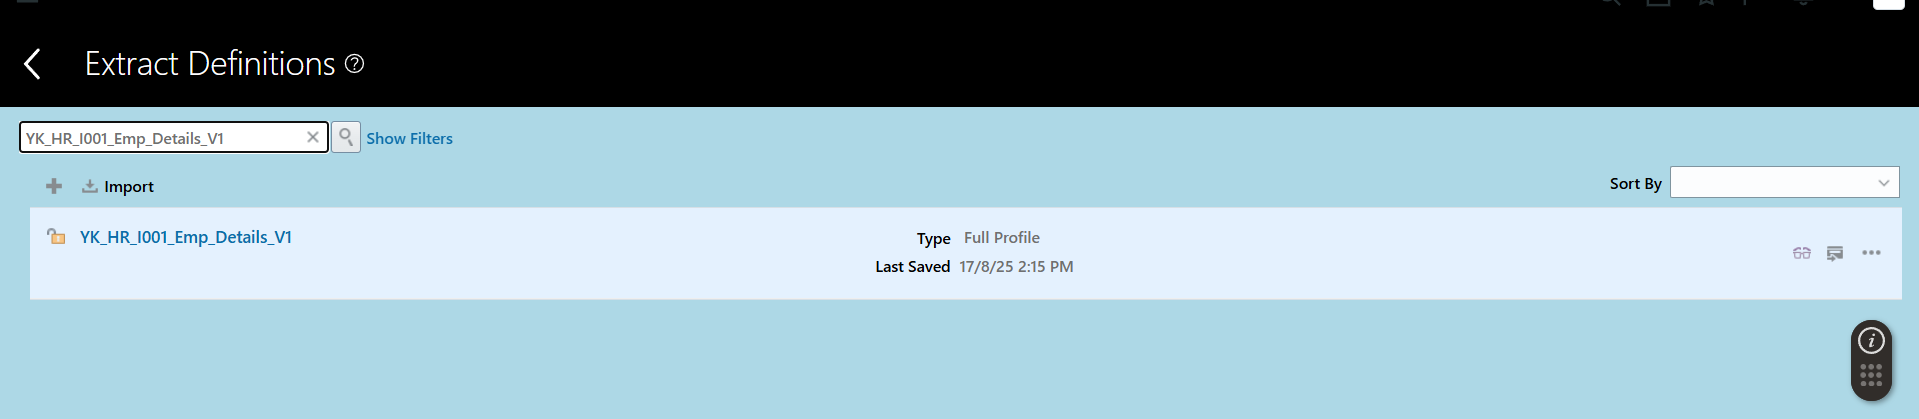 Extract Definitions ?
YK_HR_I001_Emp_Details_V1
Show Filters
Import
Sort By
YK_HR_I001_Emp_Details_V1
Type Full Profile
Last Saved 17/8/25 2:15 PM
i